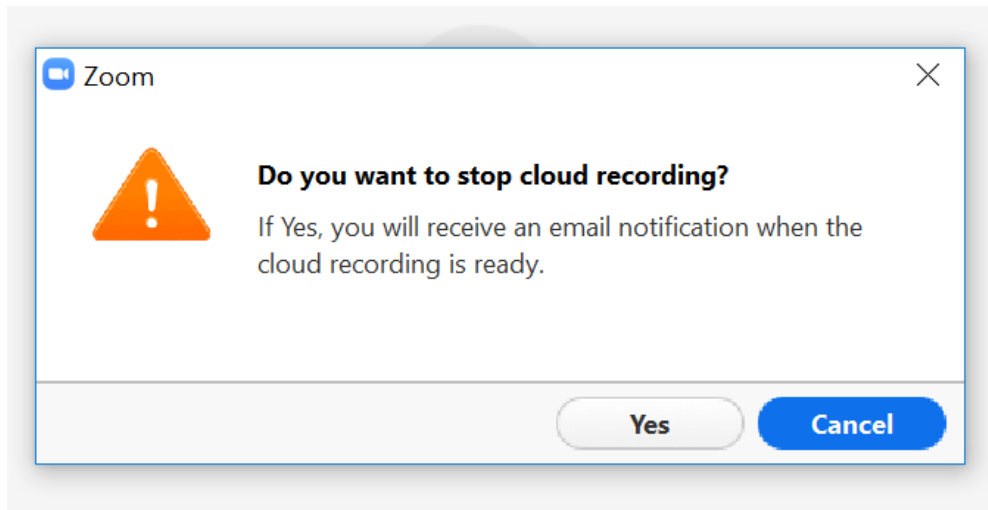 Zoom
Do you want to stop cloud recording?
If Yes, you will receive an email notification when the
cloud recording is ready.
Yes
Cancel